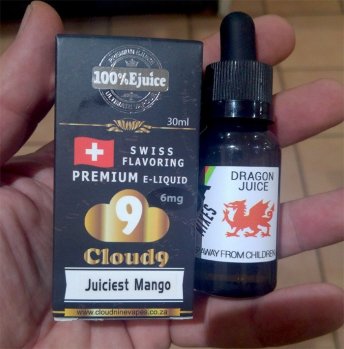 100%Ejuice
30ml
SWISS
FLAVORING
PREMIUM E-LIQUID
6mg
9
Cloud9
Juiciest Mango
www.cloudninevapes.co.za
DRAGON
JUICE
AWAY FROM CHILDREN